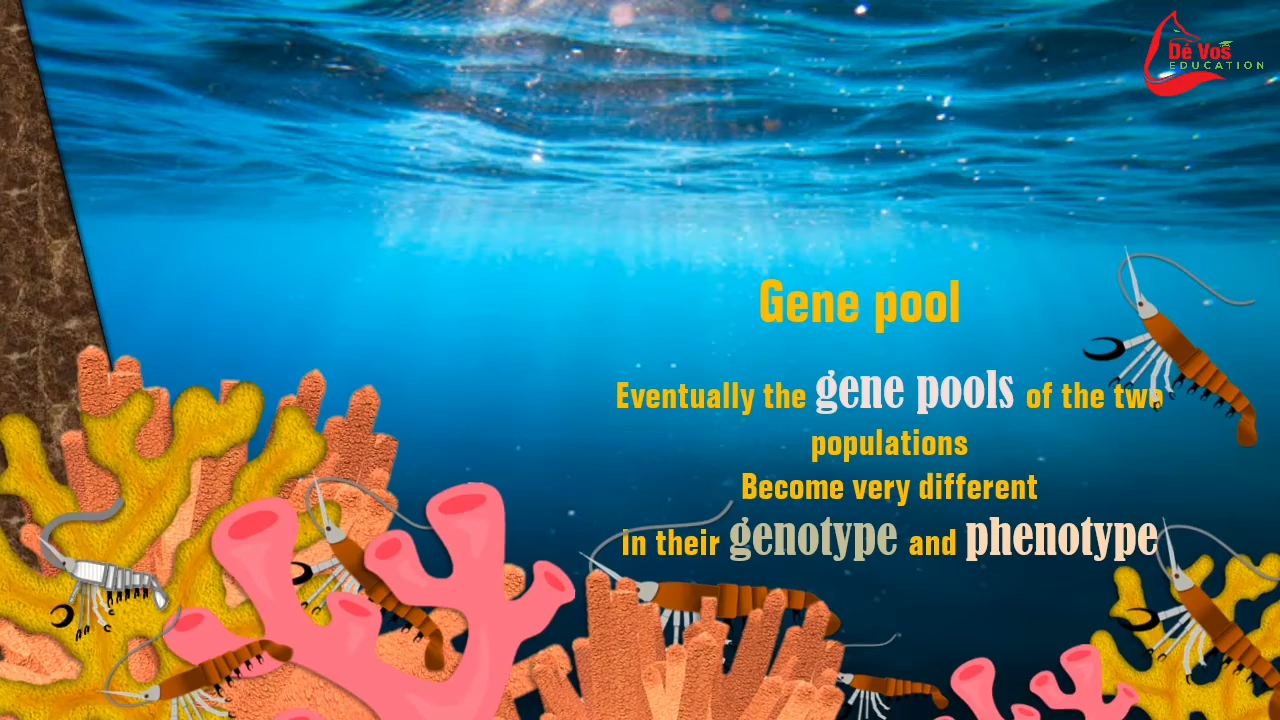 Dé Vos
EDUCATION
Gene pool
Eventually the gene pools of the two
populations
Become very different
in their genotype and phenotype